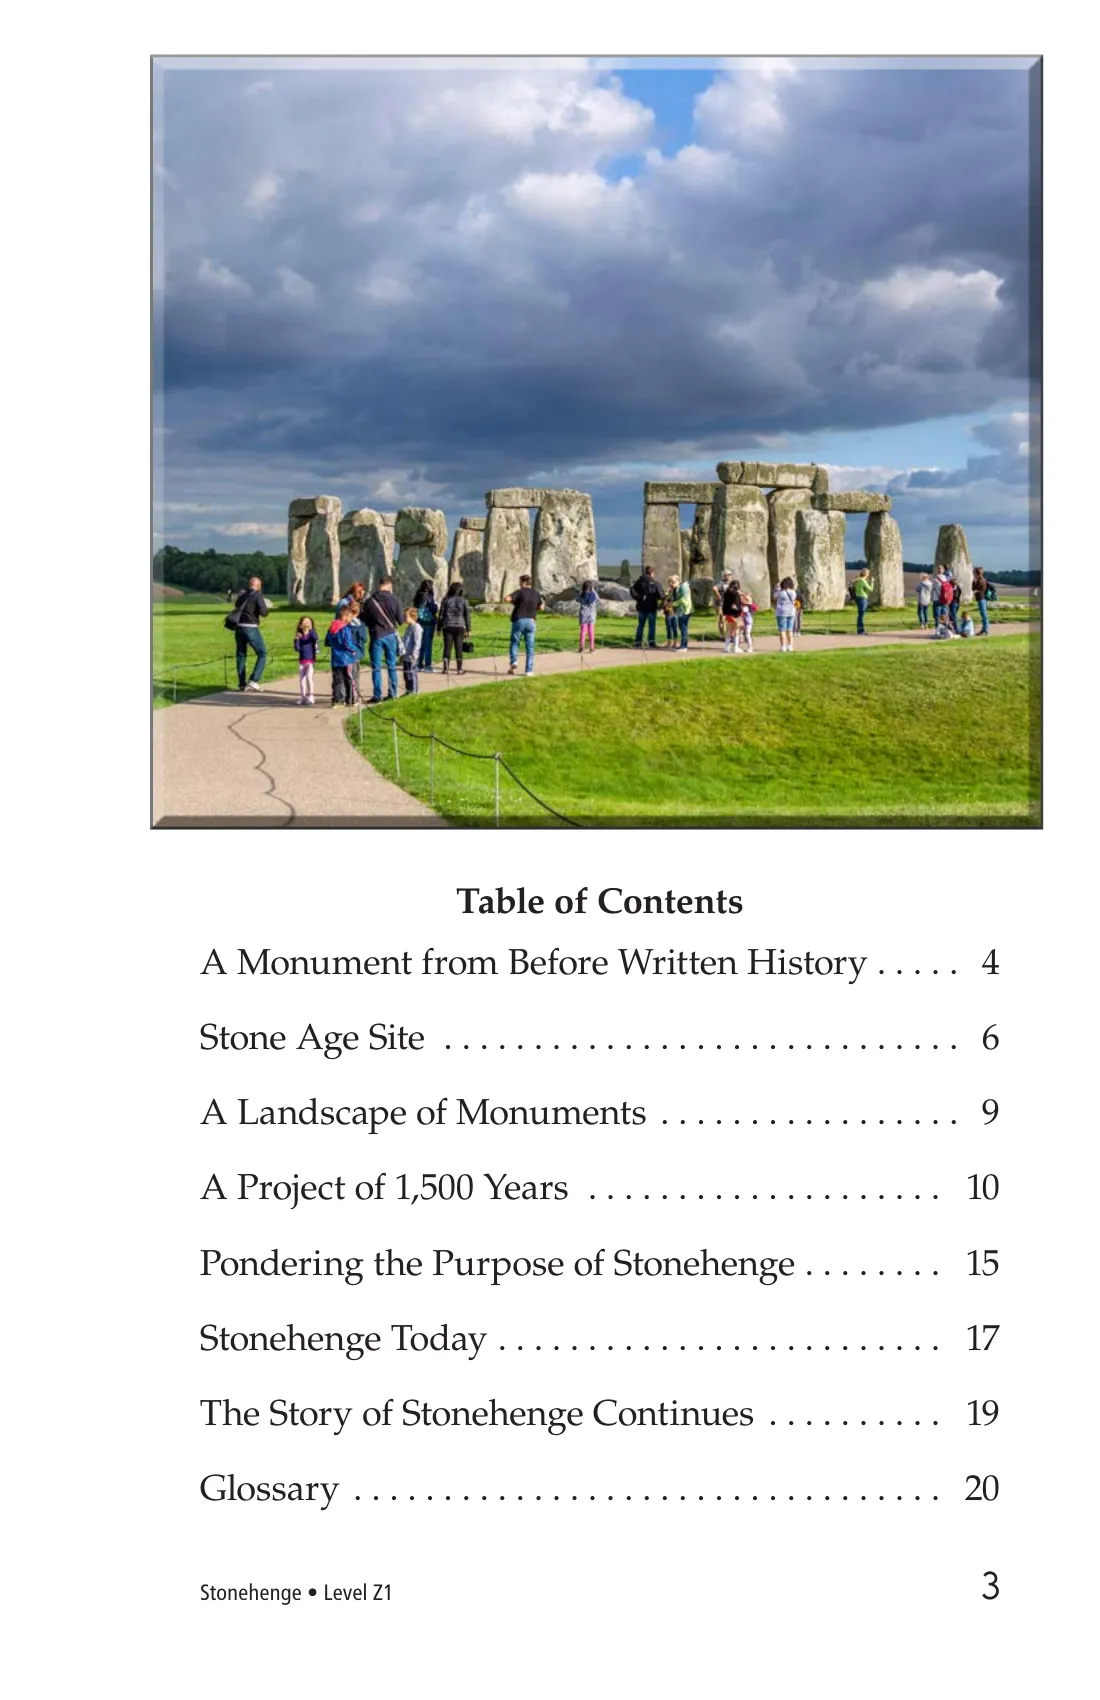 Table of Contents
A Monument from Before Written History . . . . . 4
Stone Age Site . . . . . . . . . . . . . . . . . . . . . . . . . . . . . 6
A Landscape of Monuments . . . . . . . . . . . . . . . . . 9
A Project of 1,500 Years . . . . . . . . . . . . . . . . . . . . 10
Pondering the Purpose of Stonehenge . . . . . . . . 15
Stonehenge Today . . . . . . . . . . . . . . . . . . . . . . . . . 17
The Story of Stonehenge Continues . . . . . . . . . . 19
Glossary . . . . . . . . . . . . . . . . . . . . . . . . . . . . . . . . . 20
Stonehenge • Level Z1 3